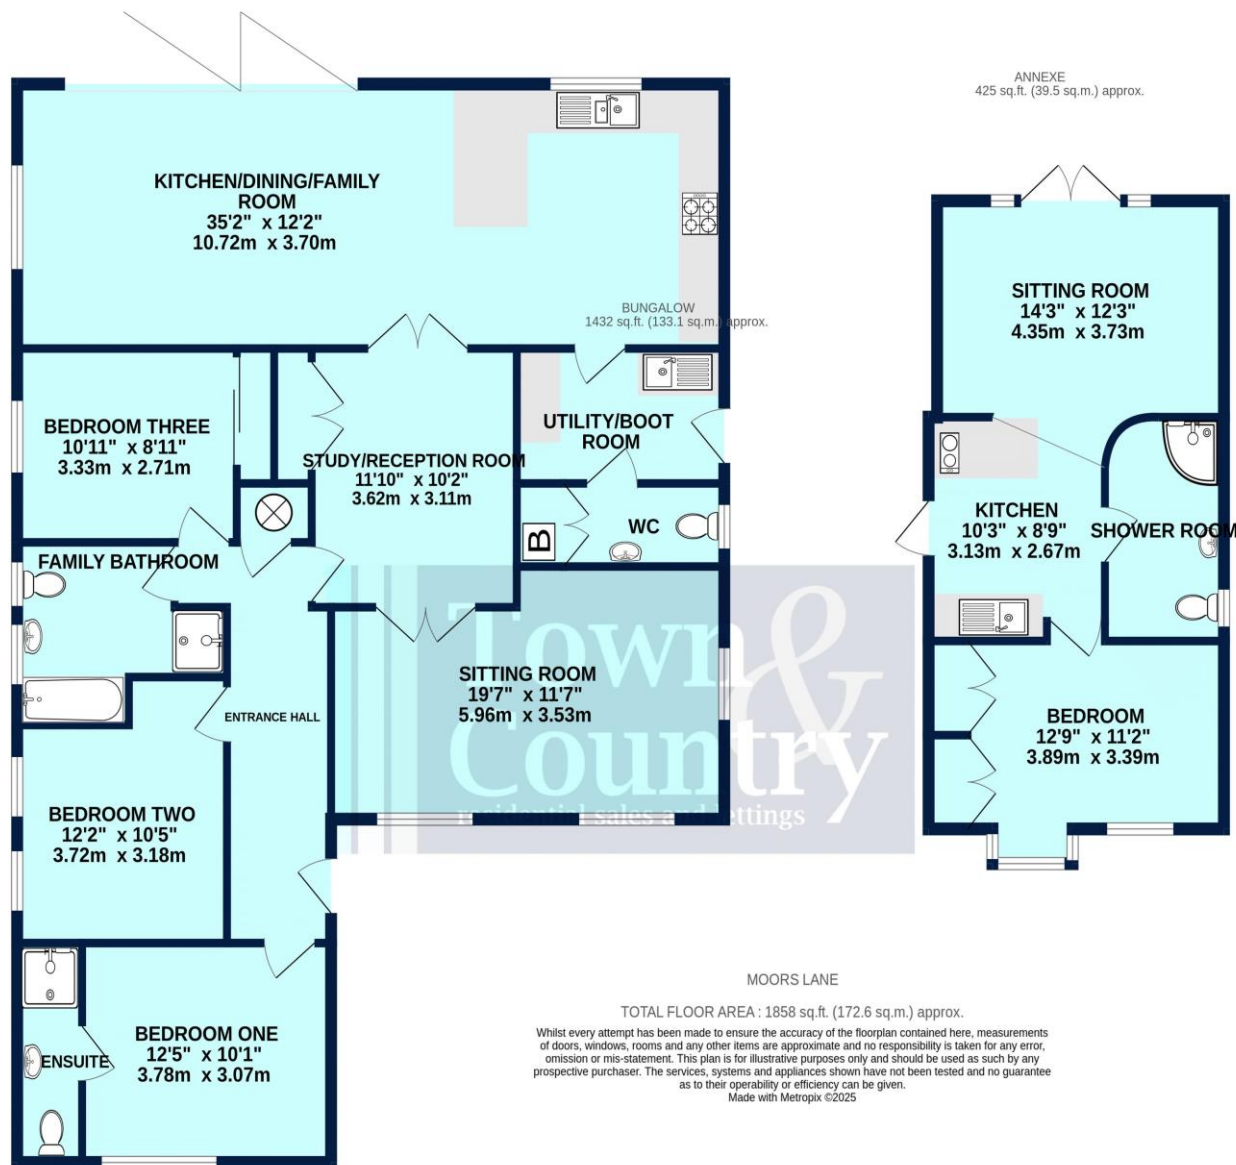 ANNEXE
425 sq.ft. (39.5 sq.m.) approx.
KITCHEN/DINING/FAMILY
ROOM
35'2" x 12'2"
10.72m x 3.70m
SITTING ROOM
14'3" x 12'3"
4.35m x 3.73m
BUNGALOW
1432 sq.ft. (133.1 sq.m.) approx.
BEDROOM THREE
10'11" x 8'11"
3.33m x 2.71m
STUDY/RECEPTION ROOM
11'10" x 10'2"
3.62m x 3.11m
UTILITY/BOOT
ROOM
KITCHEN
10'3" x 8'9"
3.13m x 2.67m
SHOWER ROOM
WC
B
FAMILY BATHROOM
Town&
Country
residential sales and lettings
SITTING ROOM
19'7" x 11'7"
5.96m x 3.53m
ENTRANCE HALL
BEDROOM
12'9" x 11'2"
3.89m x 3.39m
BEDROOM TWO
12'2" x 10'5"
3.72m x 3.18m
BEDROOM ONE
12'5" x 10'1"
3.78m x 3.07m
ENSUITE
MOORS LANE
TOTAL FLOOR AREA : 1858 sq.ft. (172.6 sq.m.) approx.
Whilst every attempt has been made to ensure the accuracy of the floorplan contained here, measurements
of doors, windows, rooms and any other items are approximate and no responsibility is taken for any error,
omission or mis-statement. This plan is for illustrative purposes only and should be used as such by any
prospective purchaser. The services, systems and appliances shown have not been tested and no guarantee
as to their operability or efficiency can be given.
Made with Metropix ©2025